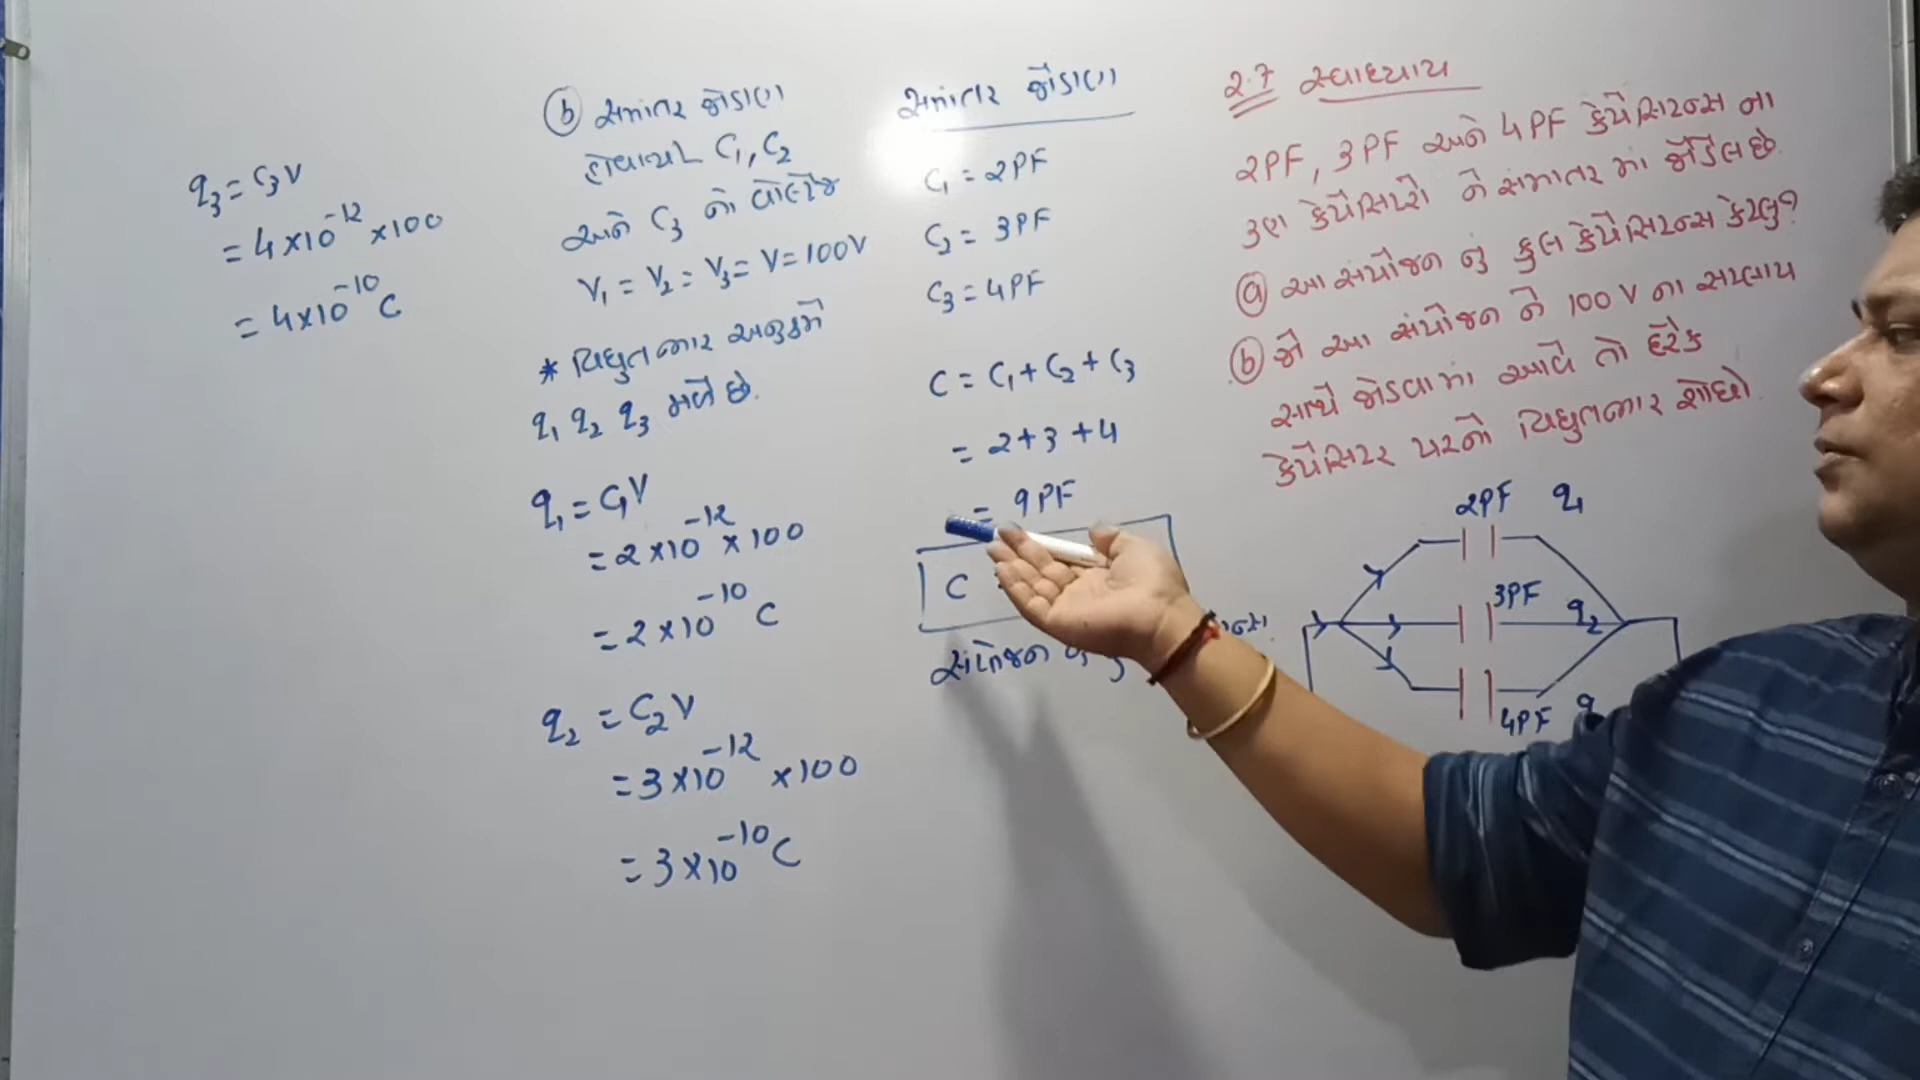 2.7 સ્વાધ્યાય
2PF, 3PF અને 4PF કેપેસિટન્સ ના
ત્રણ કેપેસિટરો ને સમાંતર માં જોડેલ છે.
(a) આ સંયોજન નું કુલ કેપેસિટન્સ કેટલું?
(b) જો આ સંયોજન ને 100 V ના સપ્લાય
સાથે જોડવામાં આવે તો દરેક
કેપેસિટર પરનો વિદ્યુતભાર શોધો.
2PF q₁
3PF q₂
4PF q
સમાંતર જોડાણ
C₁ = 2PF
C₂ = 3PF
C₃ = 4PF
C = C₁ + C₂ + C₃
= 2 + 3 + 4
= 9PF
C
સંયોજન નું
(b) સમાંતર જોડાણ
હોવાથી C₁, C₂
અને C₃ નો વોલ્ટેજ
V₁ = V₂ = V₃ = V = 100V
* વિદ્યુતભાર અનુક્રમે
q₁ q₂ q₃ મળે છે.
q₁ = C₁V
= 2×10⁻¹² × 100
= 2×10⁻¹⁰ C
q₂ = C₂V
= 3×10⁻¹² ×100
= 3×10⁻¹⁰ C
q₃ = C₃V
= 4×10⁻¹² ×100
= 4×10⁻¹⁰ C